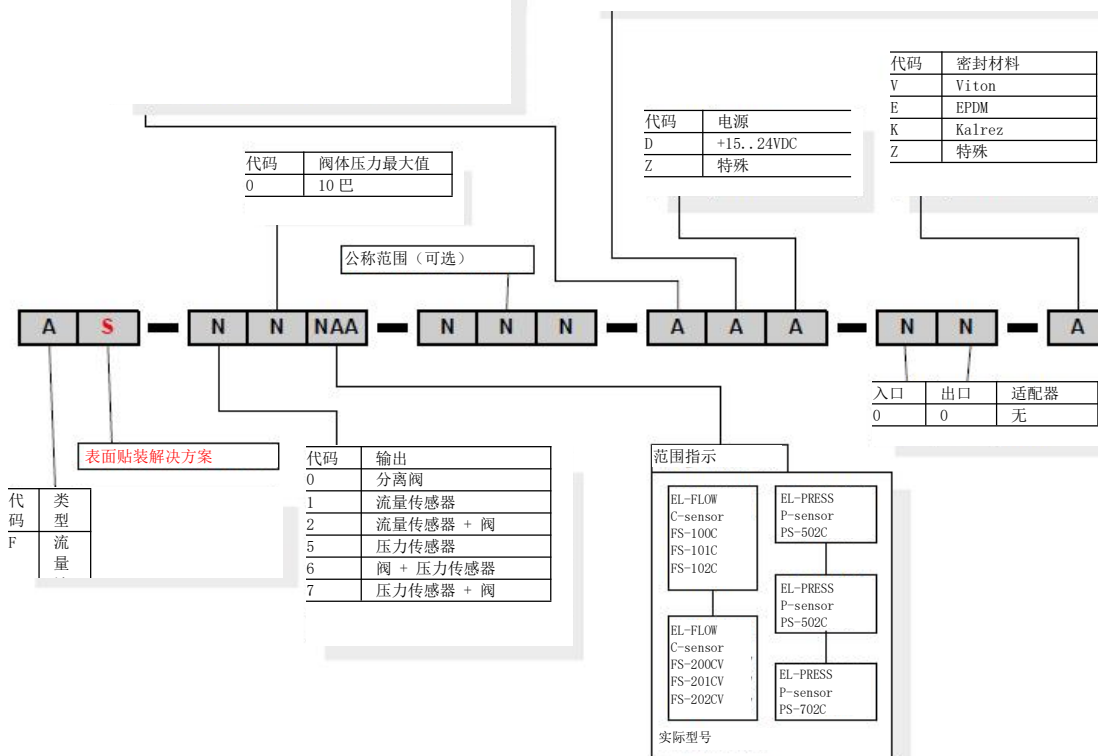 代码 密封材料
V Viton
E EPDM
K Kalrez
Z 特殊
代码 电源
D +15..24VDC
Z 特殊
代码 阀体压力最大值
0 10 巴
公称范围（可选）
A S N N NAA N N N A A A N N A
入口 出口 适配器
0 0 无
表面贴装解决方案
代码 类型
F 流量
代码 输出
0 分离阀
1 流量传感器
2 流量传感器 + 阀
5 压力传感器
6 阀 + 压力传感器
7 压力传感器 + 阀
范围指示
EL-FLOW
C-sensor
FS-100C
FS-101C
FS-102C
EL-FLOW
C-sensor
FS-200CV
FS-201CV
FS-202CV
EL-PRESS
P-sensor
PS-502C
EL-PRESS
P-sensor
PS-502C
EL-PRESS
P-sensor
PS-702C
实际型号